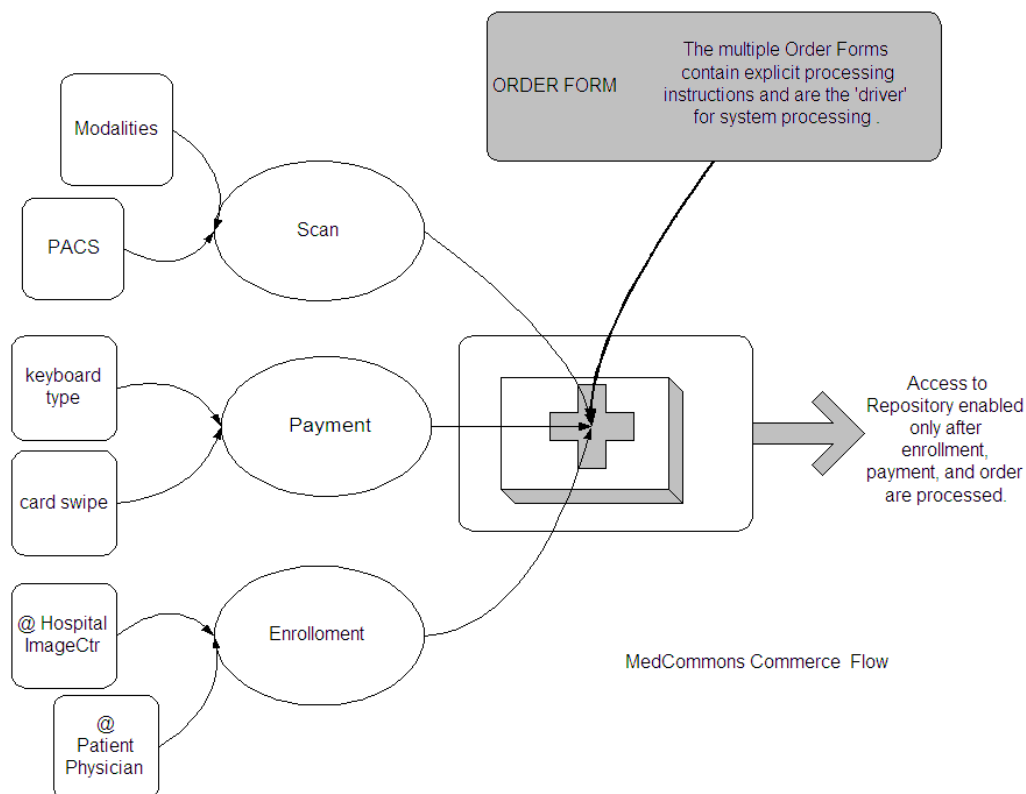 ORDER FORM
The multiple Order Forms
contain explicit processing
instructions and are the 'driver'
for system processing .
Modalities
PACS
Scan
keyboard
type
card swipe
Payment
Access to
Repository enabled
only after
enrollment,
payment, and order
are processed.
@ Hospital
ImageCtr
@
Patient
Physician
Enrolloment
MedCommons Commerce  Flow